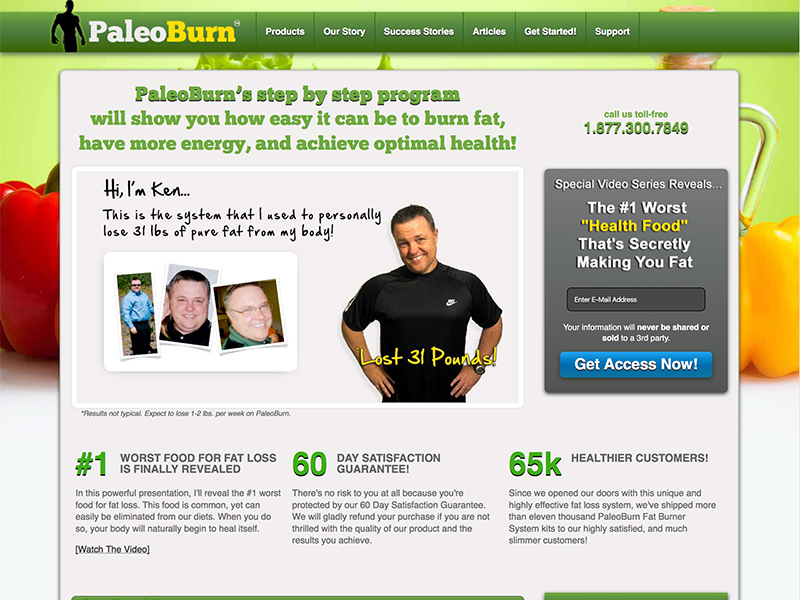 PaleoBurn™
Products
Our Story
Success Stories
Articles
Get Started!
Support
PaleoBurn's step by step program
will show you how easy it can be to burn fat,
have more energy, and achieve optimal health!
call us toll-free
1.877.300.7849
Hi, I'm Ken...
This is the system that I used to personally
lose 31 lbs of pure fat from my body!
'Lost 31 Pounds!
*Results not typical. Expect to lose 1-2 lbs. per week on PaleoBurn.
Special Video Series Reveals...
The #1 Worst
"Health Food"
That's Secretly
Making You Fat
Enter E-Mail Address
Your information will never be shared or
sold to a 3rd party.
Get Access Now!
#1 WORST FOOD FOR FAT LOSS
IS FINALLY REVEALED
In this powerful presentation, I'll reveal the #1 worst
food for fat loss. This food is common, yet can
easily be eliminated from our diets. When you do
so, your body will naturally begin to heal itself.
[Watch The Video]
60 DAY SATISFACTION
GUARANTEE!
There's no risk to you at all because you're
protected by our 60 Day Satisfaction Guarantee.
We will gladly refund your purchase if you are not
thrilled with the quality of our product and the
results you achieve.
65k HEALTHIER CUSTOMERS!
Since we opened our doors with this unique and
highly effective fat loss system, we've shipped more
than eleven thousand PaleoBurn Fat Burner
System kits to our highly satisfied, and much
slimmer customers!